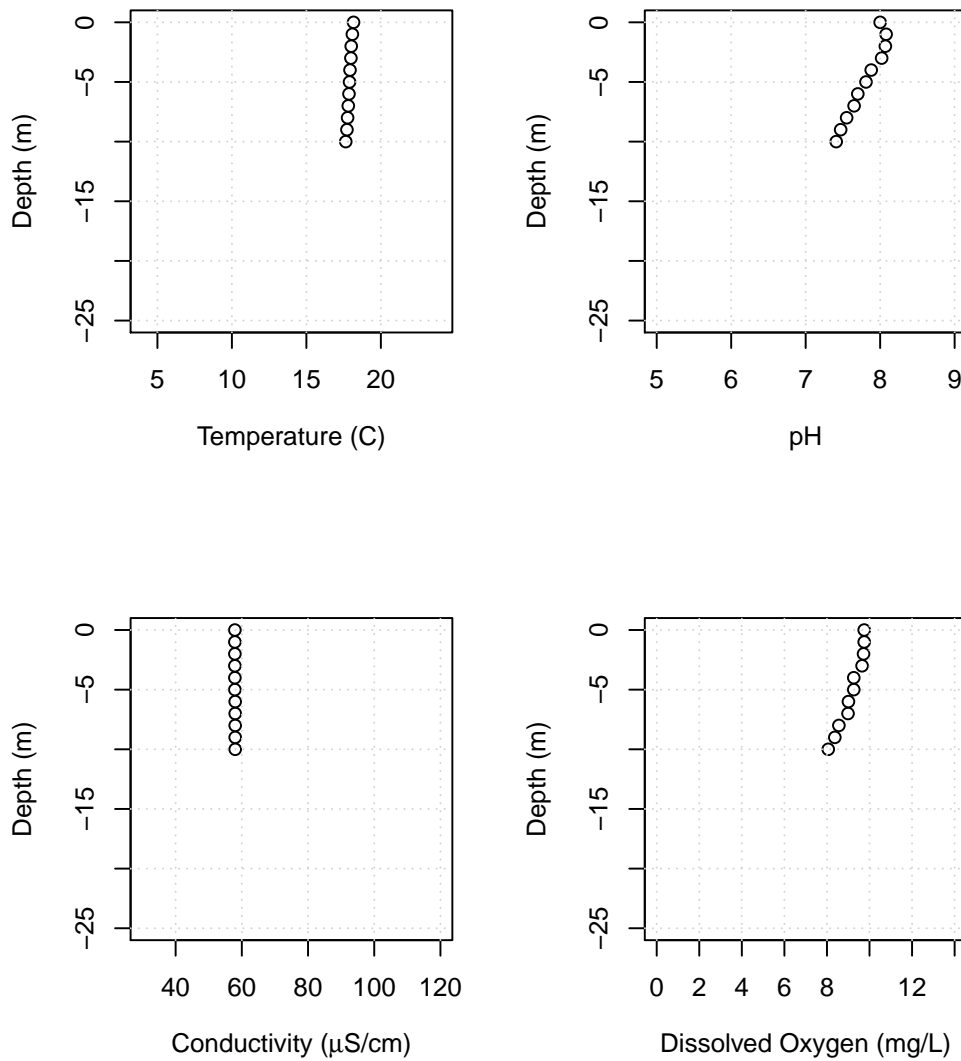 0
−5
−15
−25
Depth (m)
5 10 15 20
Temperature (C)
0
−5
−15
−25
Depth (m)
5 6 7 8 9
pH
0
−5
−15
−25
Depth (m)
40 60 80 100 120
Conductivity (μS/cm)
0
−5
−15
−25
Depth (m)
0 2 4 6 8 12
Dissolved Oxygen (mg/L)